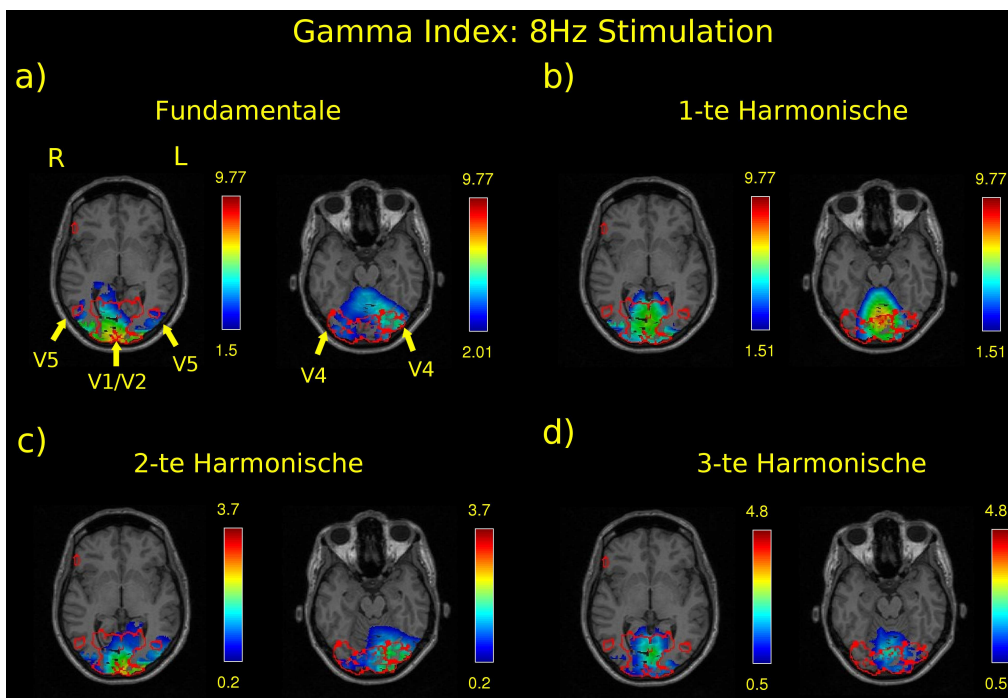 Gamma Index: 8Hz Stimulation
a)
Fundamentale
R
L
9.77
1.5
9.77
2.01
V5
V1/V2
V5
V4
V4
b)
1-te Harmonische
9.77
1.51
9.77
1.51
c)
2-te Harmonische
3.7
0.2
3.7
0.2
d)
3-te Harmonische
4.8
0.5
4.8
0.5